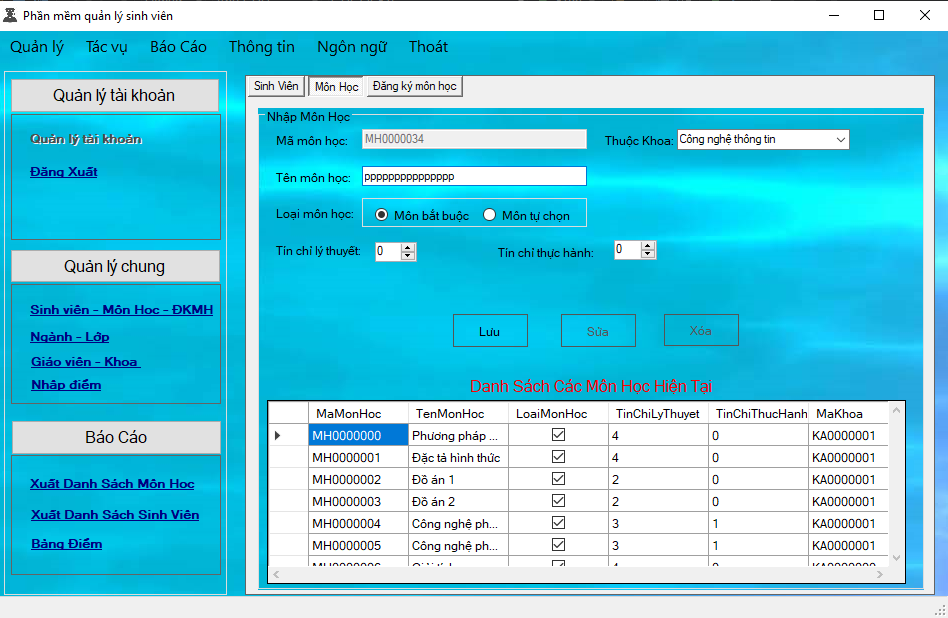 Phần mềm quản lý sinh viên
Quản lý Tác vụ Báo Cáo Thông tin Ngôn ngữ Thoát
Quản lý tài khoản
Quản lý tài khoản
Đăng Xuất
Quản lý chung
Sinh viên - Môn Học - ĐKMH
Ngành - Lớp
Giáo viên - Khoa
Nhập điểm
Báo Cáo
Xuất Danh Sách Môn Học
Xuất Danh Sách Sinh Viên
Bảng Điểm
Sinh Viên Môn Học Đăng ký môn học
Nhập Môn Học
Mã môn học: MH0000034 Thuộc Khoa: Công nghệ thông tin
Tên môn học: ppppppppppppppp
Loại môn học: Môn bắt buộc Môn tự chọn
Tín chỉ lý thuyết: 0 Tín chỉ thực hành: 0
Lưu Sửa Xóa
Danh Sách Các Môn Học Hiện Tại
MaMonHoc TenMonHoc LoaiMonHoc TinChiLyThuyet TinChiThucHanh MaKhoa
MH0000000 Phương pháp ... 4 0 KA0000001
MH0000001 Đặc tả hình thức 4 0 KA0000001
MH0000002 Đồ án 1 2 0 KA0000001
MH0000003 Đồ án 2 2 0 KA0000001
MH0000004 Công nghệ ph... 3 1 KA0000001
MH0000005 Công nghệ ph... 3 1 KA0000001